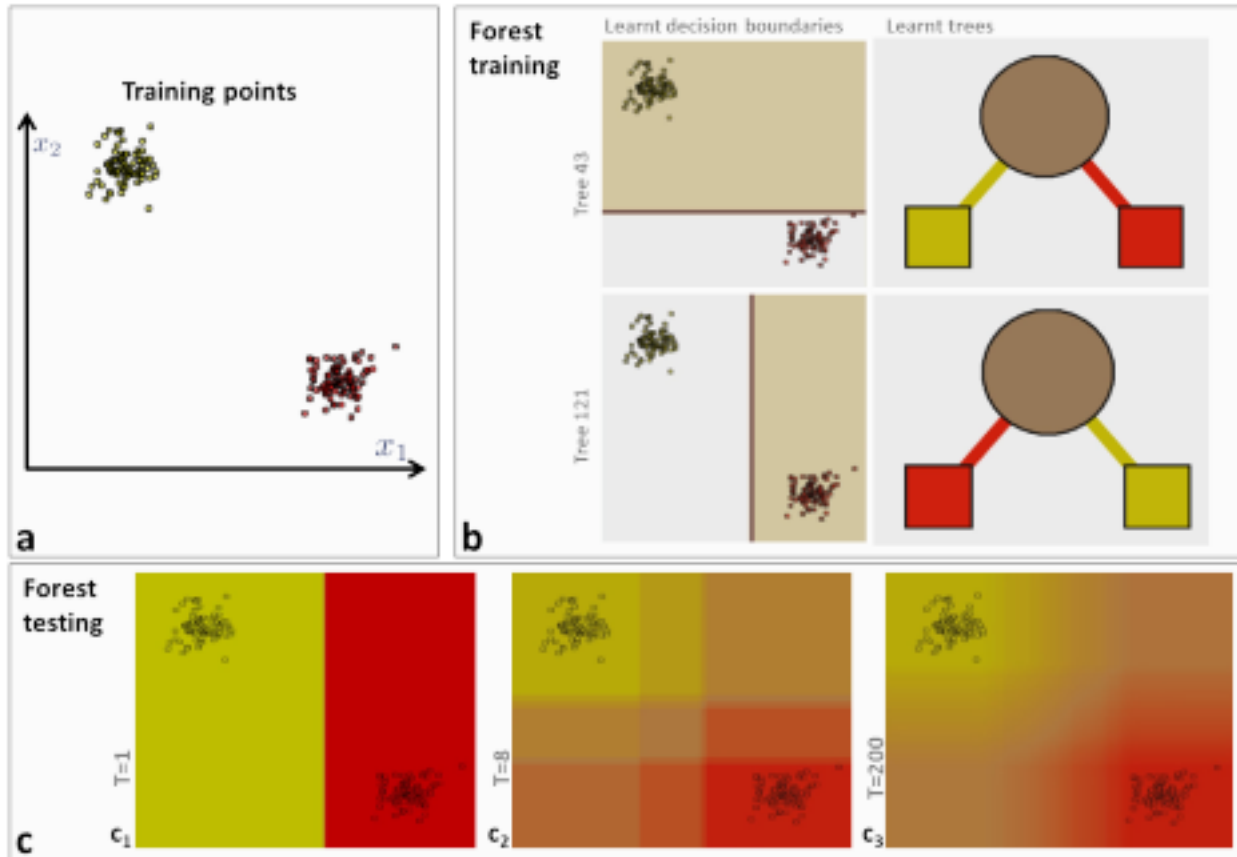 Training points
x₂
x₁
a
Forest
training
Learnt decision boundaries
Learnt trees
Tree 43
Tree 121
b
Forest
testing
T=1
T=8
T=200
c
c₁
c₂
c₃